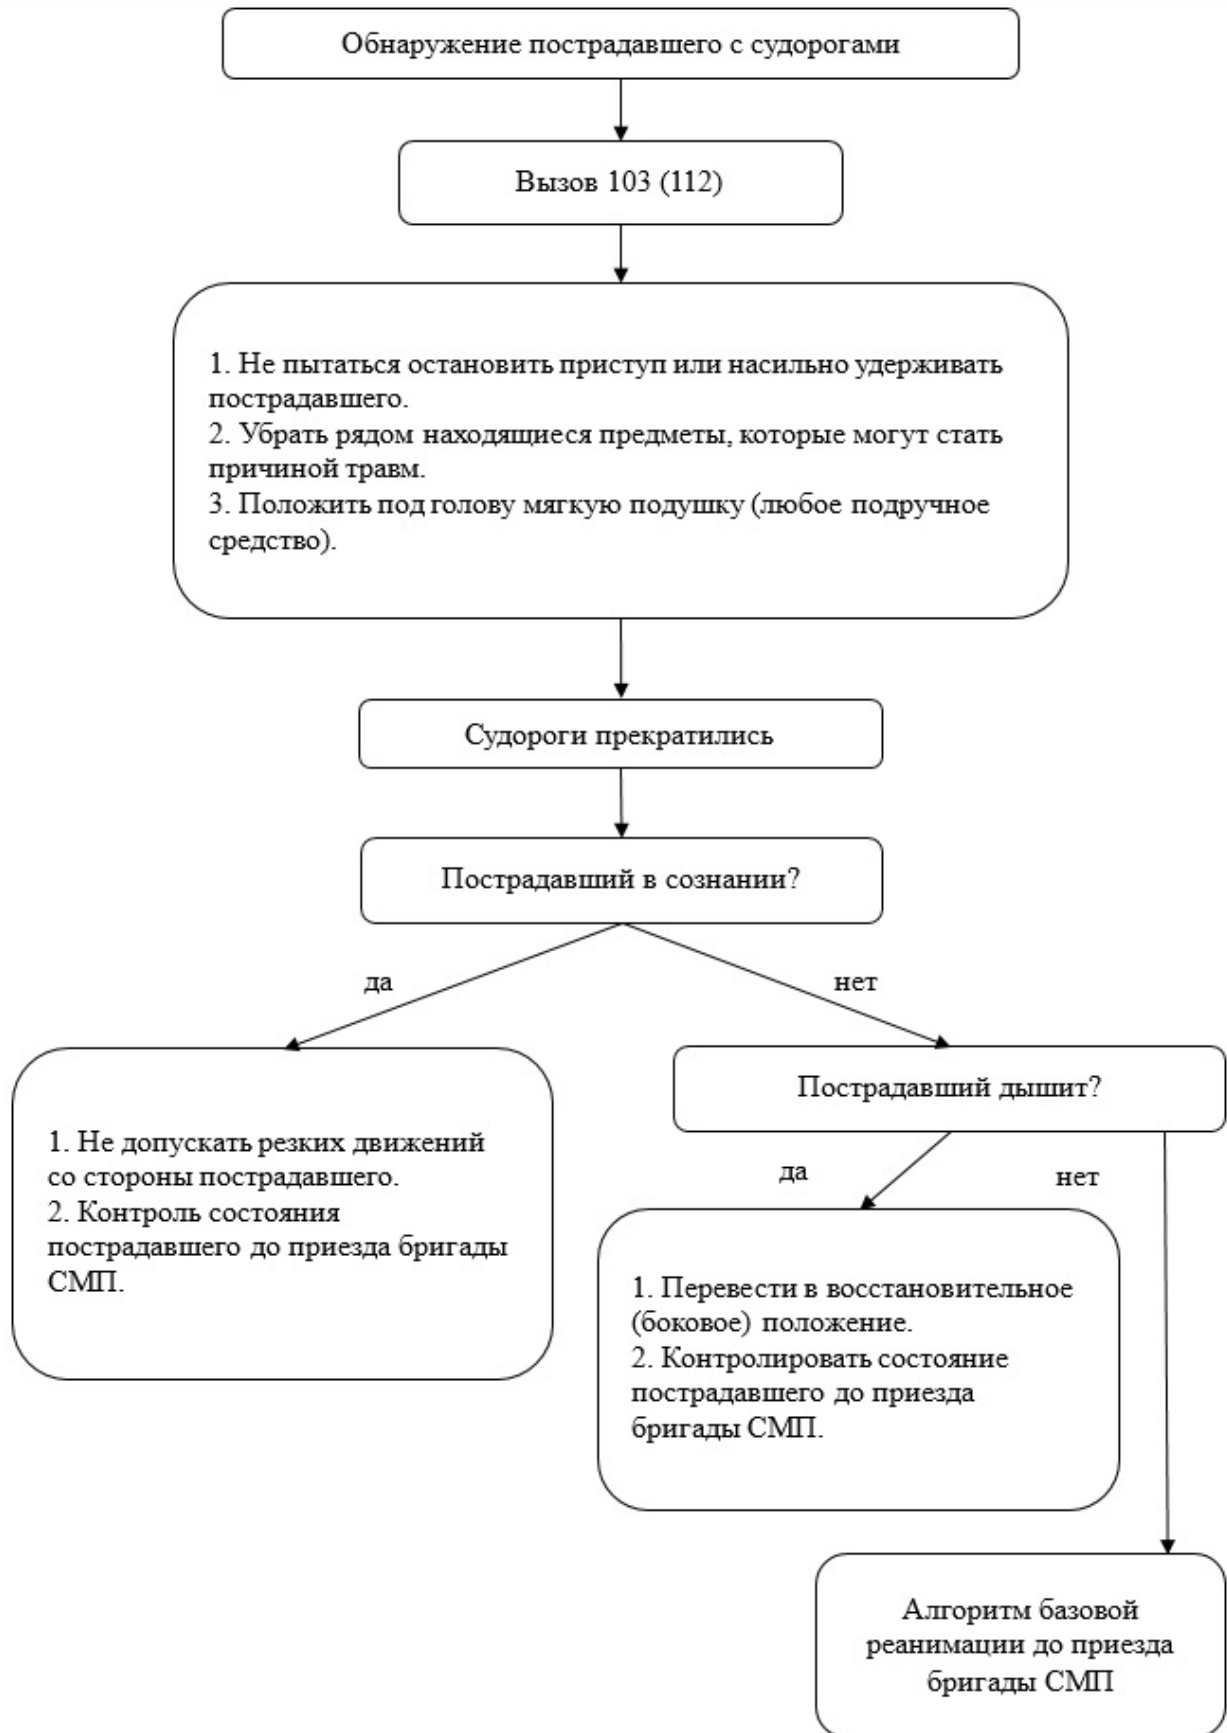 Обнаружение пострадавшего с судорогами
Вызов 103 (112)
1. Не пытаться остановить приступ или насильно удерживать
пострадавшего.
2. Убрать рядом находящиеся предметы, которые могут стать
причиной травм.
3. Положить под голову мягкую подушку (любое подручное
средство).
Судороги прекратились
Пострадавший в сознании?
да
нет
1. Не допускать резких движений
со стороны пострадавшего.
2. Контроль состояния
пострадавшего до приезда бригады
СМП.
Пострадавший дышит?
да
нет
1. Перевести в восстановительное
(боковое) положение.
2. Контролировать состояние
пострадавшего до приезда
бригады СМП.
Алгоритм базовой
реанимации до приезда
бригады СМП